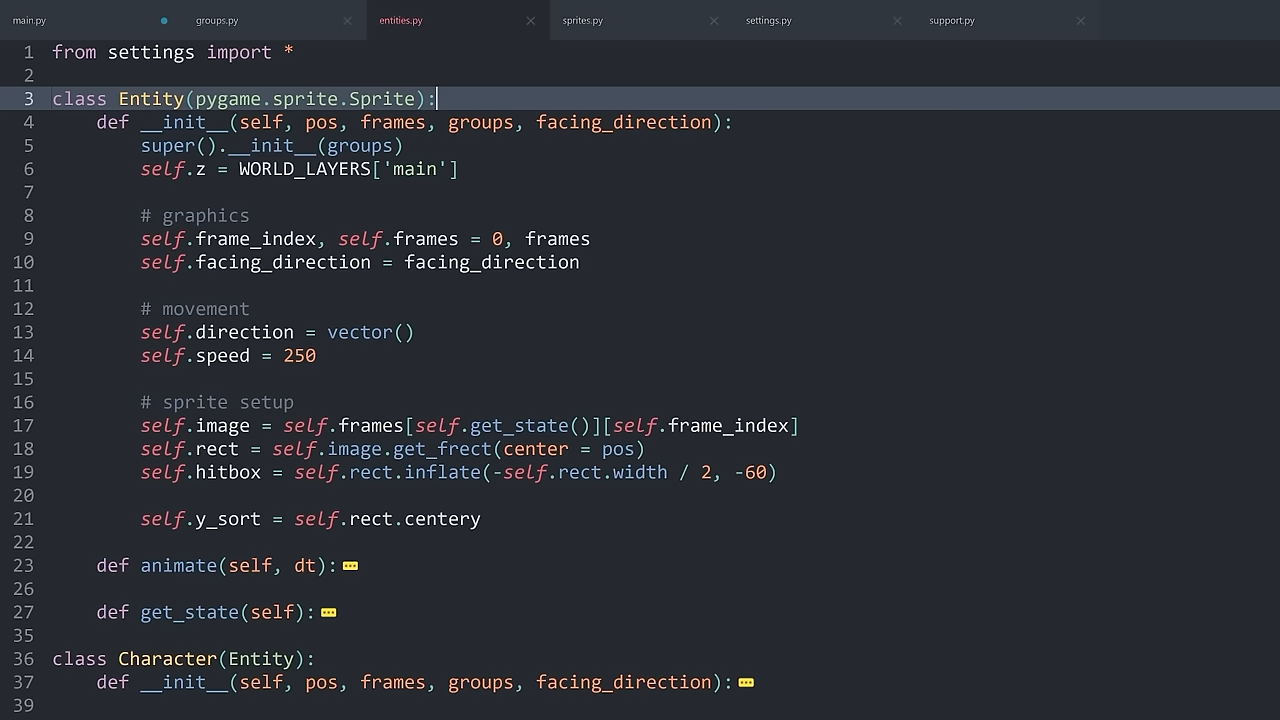 main.py groups.py entities.py sprites.py settings.py support.py
1 from settings import *
2
3 class Entity(pygame.sprite.Sprite):
4     def __init__(self, pos, frames, groups, facing_direction):
5         super().__init__(groups)
6         self.z = WORLD_LAYERS['main']
7
8         # graphics
9         self.frame_index, self.frames = 0, frames
10         self.facing_direction = facing_direction
11
12         # movement
13         self.direction = vector()
14         self.speed = 250
15
16         # sprite setup
17         self.image = self.frames[self.get_state()][self.frame_index]
18         self.rect = self.image.get_frect(center = pos)
19         self.hitbox = self.rect.inflate(-self.rect.width / 2, -60)
20
21         self.y_sort = self.rect.centery
22
23     def animate(self, dt):
26
27     def get_state(self):
35
36 class Character(Entity):
37     def __init__(self, pos, frames, groups, facing_direction):
39